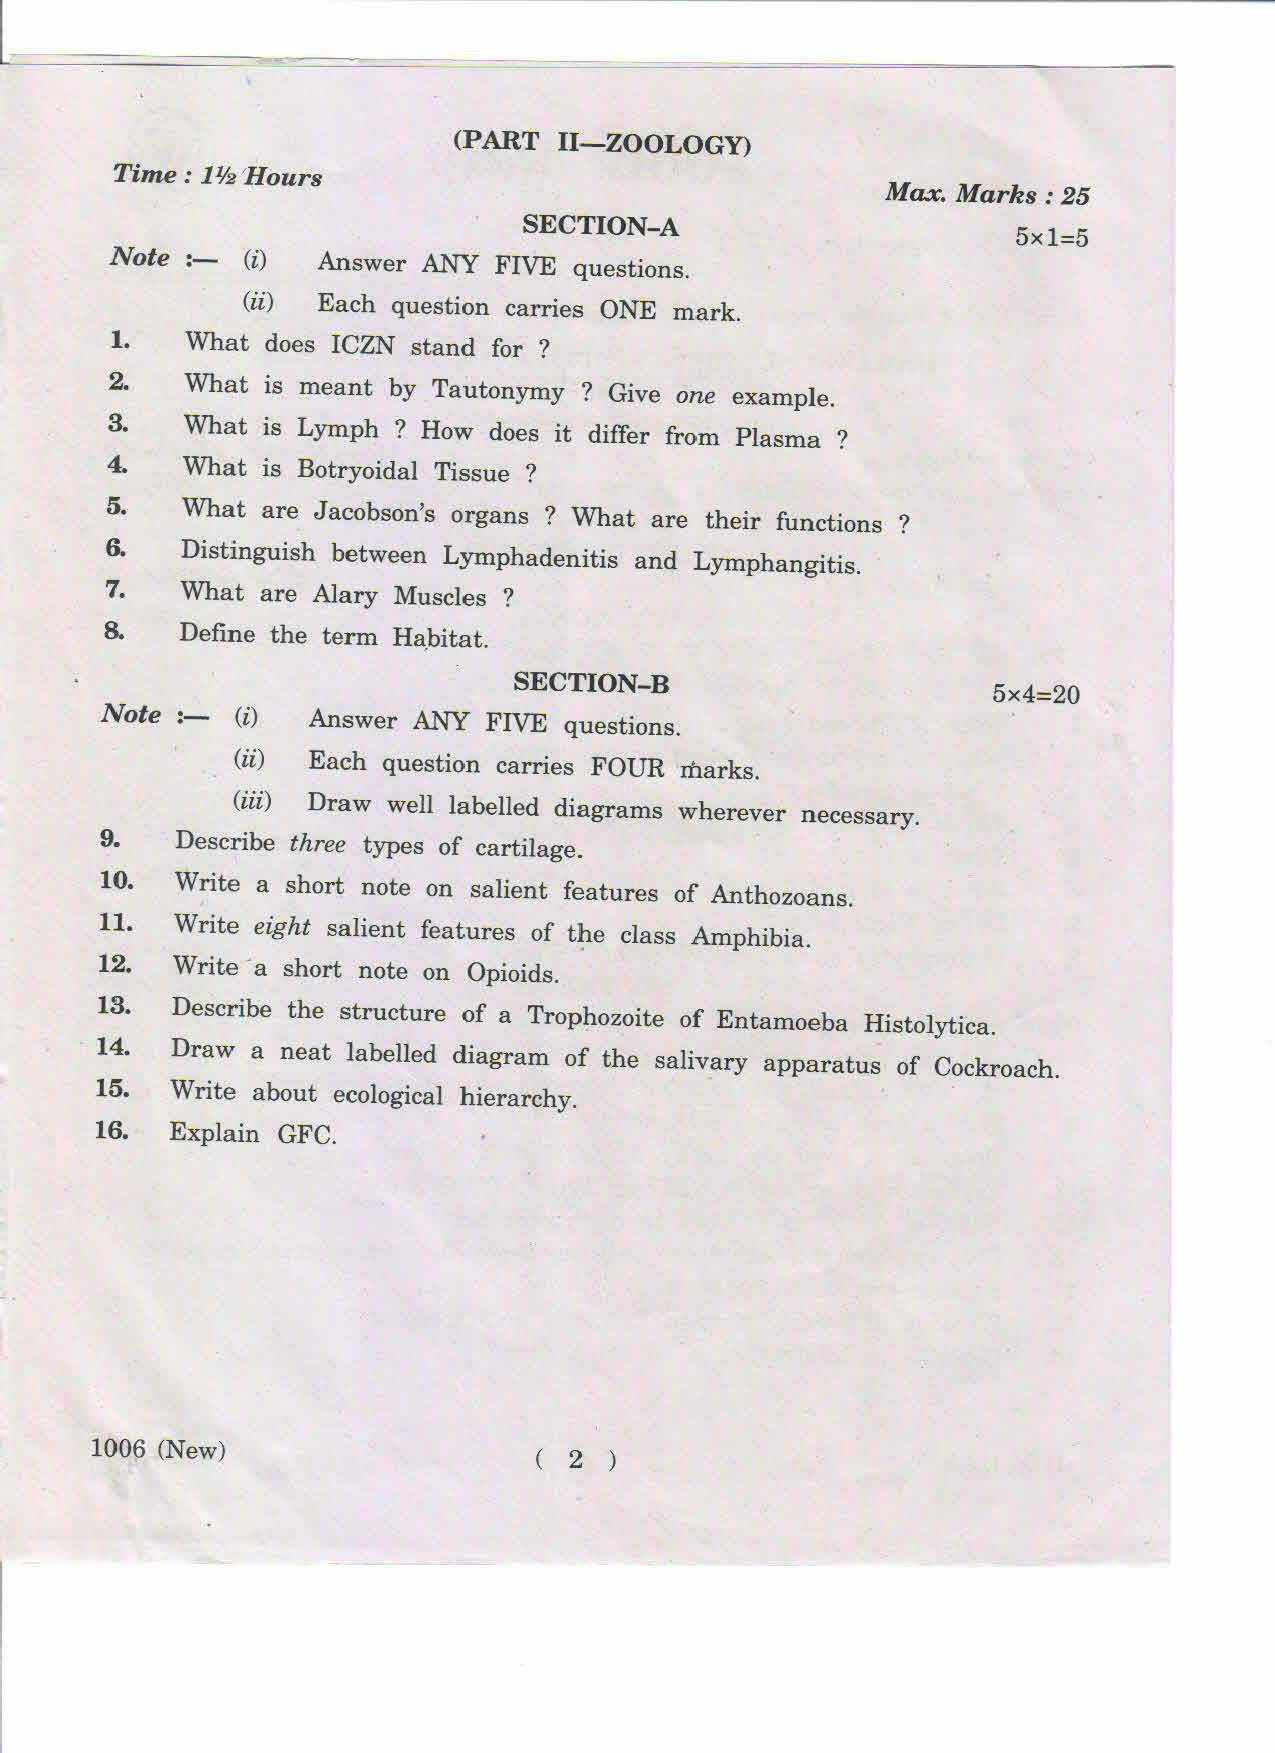 (PART II—ZOOLOGY)
Time : 1½ Hours
Max. Marks : 25
SECTION–A
5×1=5
Note :— (i) Answer ANY FIVE questions.
(ii) Each question carries ONE mark.
1. What does ICZN stand for ?
2. What is meant by Tautonymy ? Give one example.
3. What is Lymph ? How does it differ from Plasma ?
4. What is Botryoidal Tissue ?
5. What are Jacobson's organs ? What are their functions ?
6. Distinguish between Lymphadenitis and Lymphangitis.
7. What are Alary Muscles ?
8. Define the term Habitat.
SECTION–B
5×4=20
Note :— (i) Answer ANY FIVE questions.
(ii) Each question carries FOUR marks.
(iii) Draw well labelled diagrams wherever necessary.
9. Describe three types of cartilage.
10. Write a short note on salient features of Anthozoans.
11. Write eight salient features of the class Amphibia.
12. Write a short note on Opioids.
13. Describe the structure of a Trophozoite of Entamoeba Histolytica.
14. Draw a neat labelled diagram of the salivary apparatus of Cockroach.
15. Write about ecological hierarchy.
16. Explain GFC.
1006 (New)
( 2 )